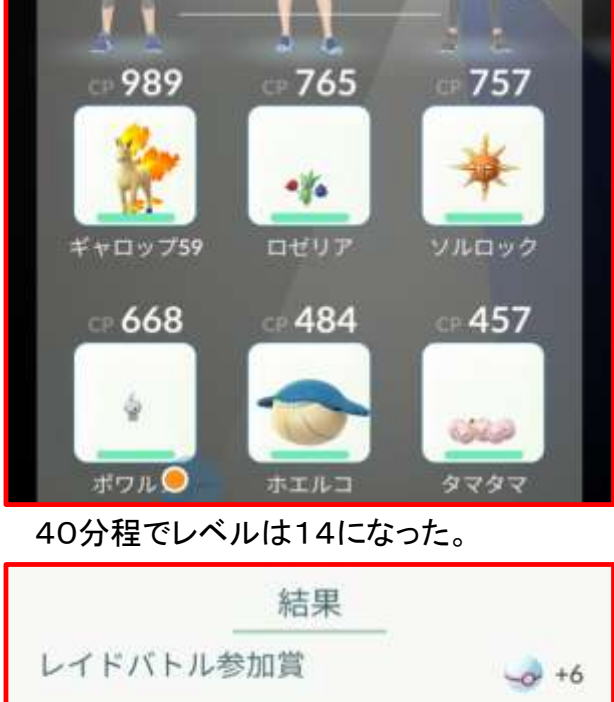 CP 989 CP 765 CP 757
ギャロップ59 ロゼリア ソルロック
CP 668 CP 484 CP 457
ポワル ホエルコ タマタマ
40分程でレベルは14になった。
結果
レイドバトル参加賞 +6